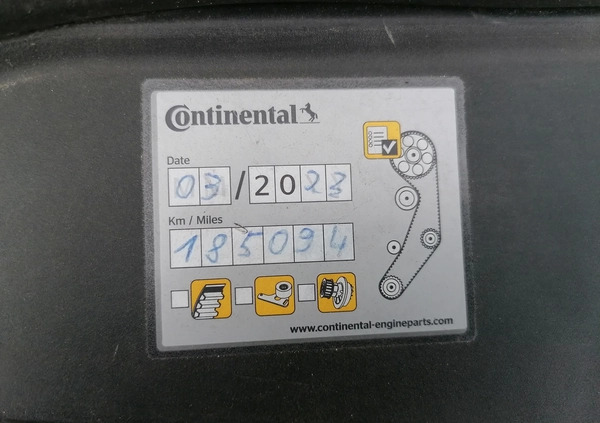 Continental
Date
03/2023
Km / Miles
185094
www.continental-engineparts.com